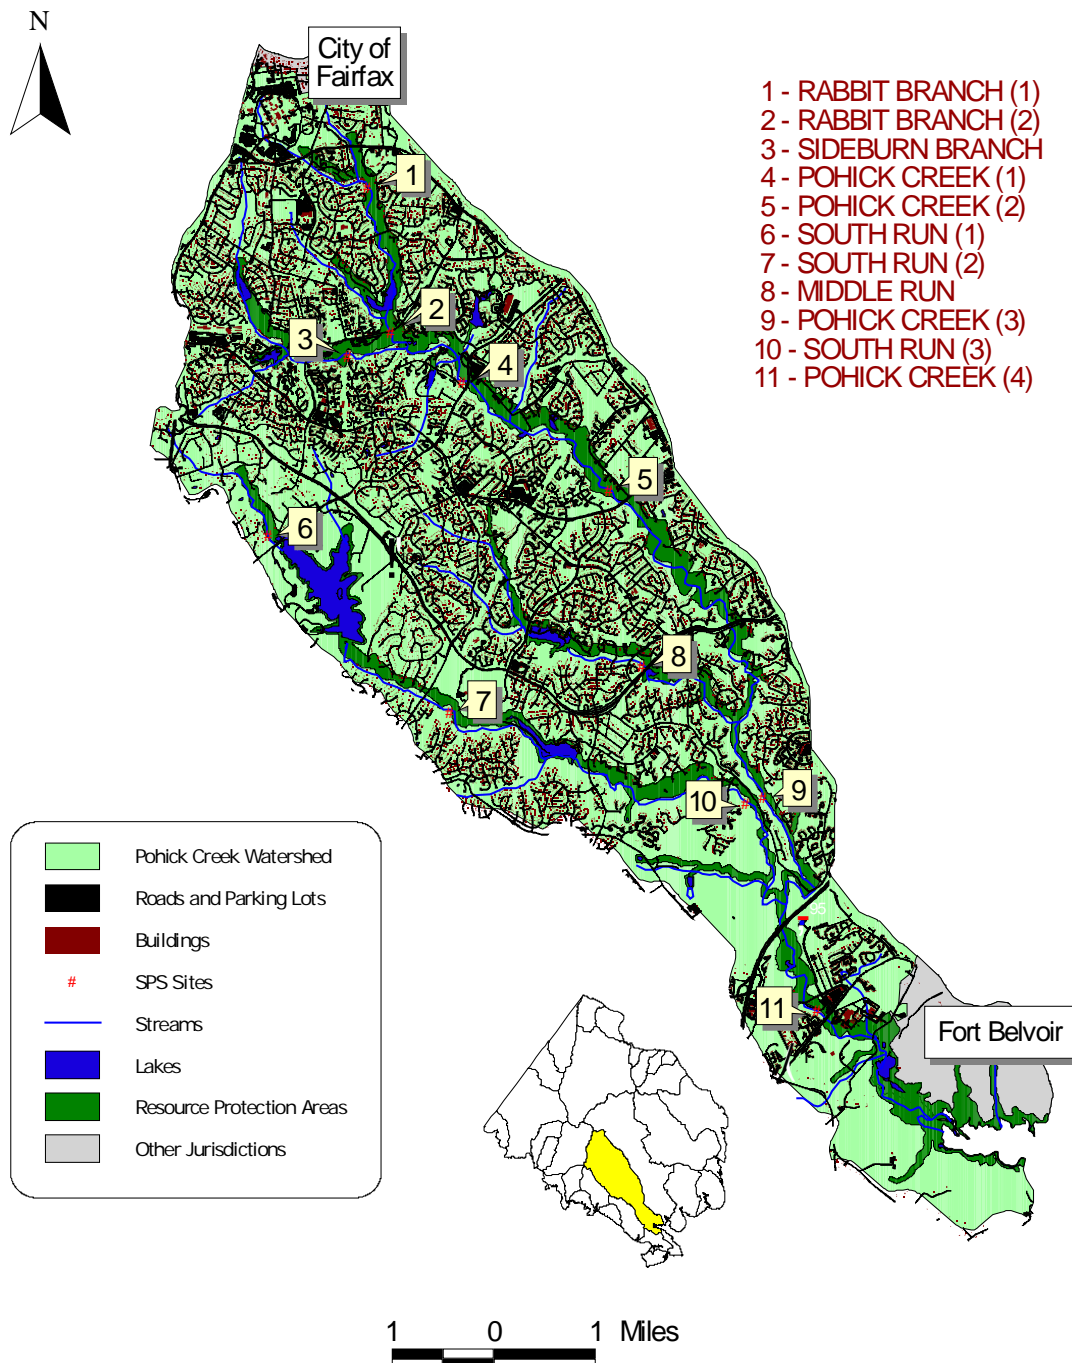 N
City of
Fairfax
1 - RABBIT BRANCH (1)
2 - RABBIT BRANCH (2)
3 - SIDEBURN BRANCH
4 - POHICK CREEK (1)
5 - POHICK CREEK (2)
6 - SOUTH RUN (1)
7 - SOUTH RUN (2)
8 - MIDDLE RUN
9 - POHICK CREEK (3)
10 - SOUTH RUN (3)
11 - POHICK CREEK (4)
1
2
3
4
5
6
8
7
9
10
95
11
Fort Belvoir
Pohick Creek Watershed
Roads and Parking Lots
Buildings
# SPS Sites
Streams
Lakes
Resource Protection Areas
Other Jurisdictions
1 0 1 Miles